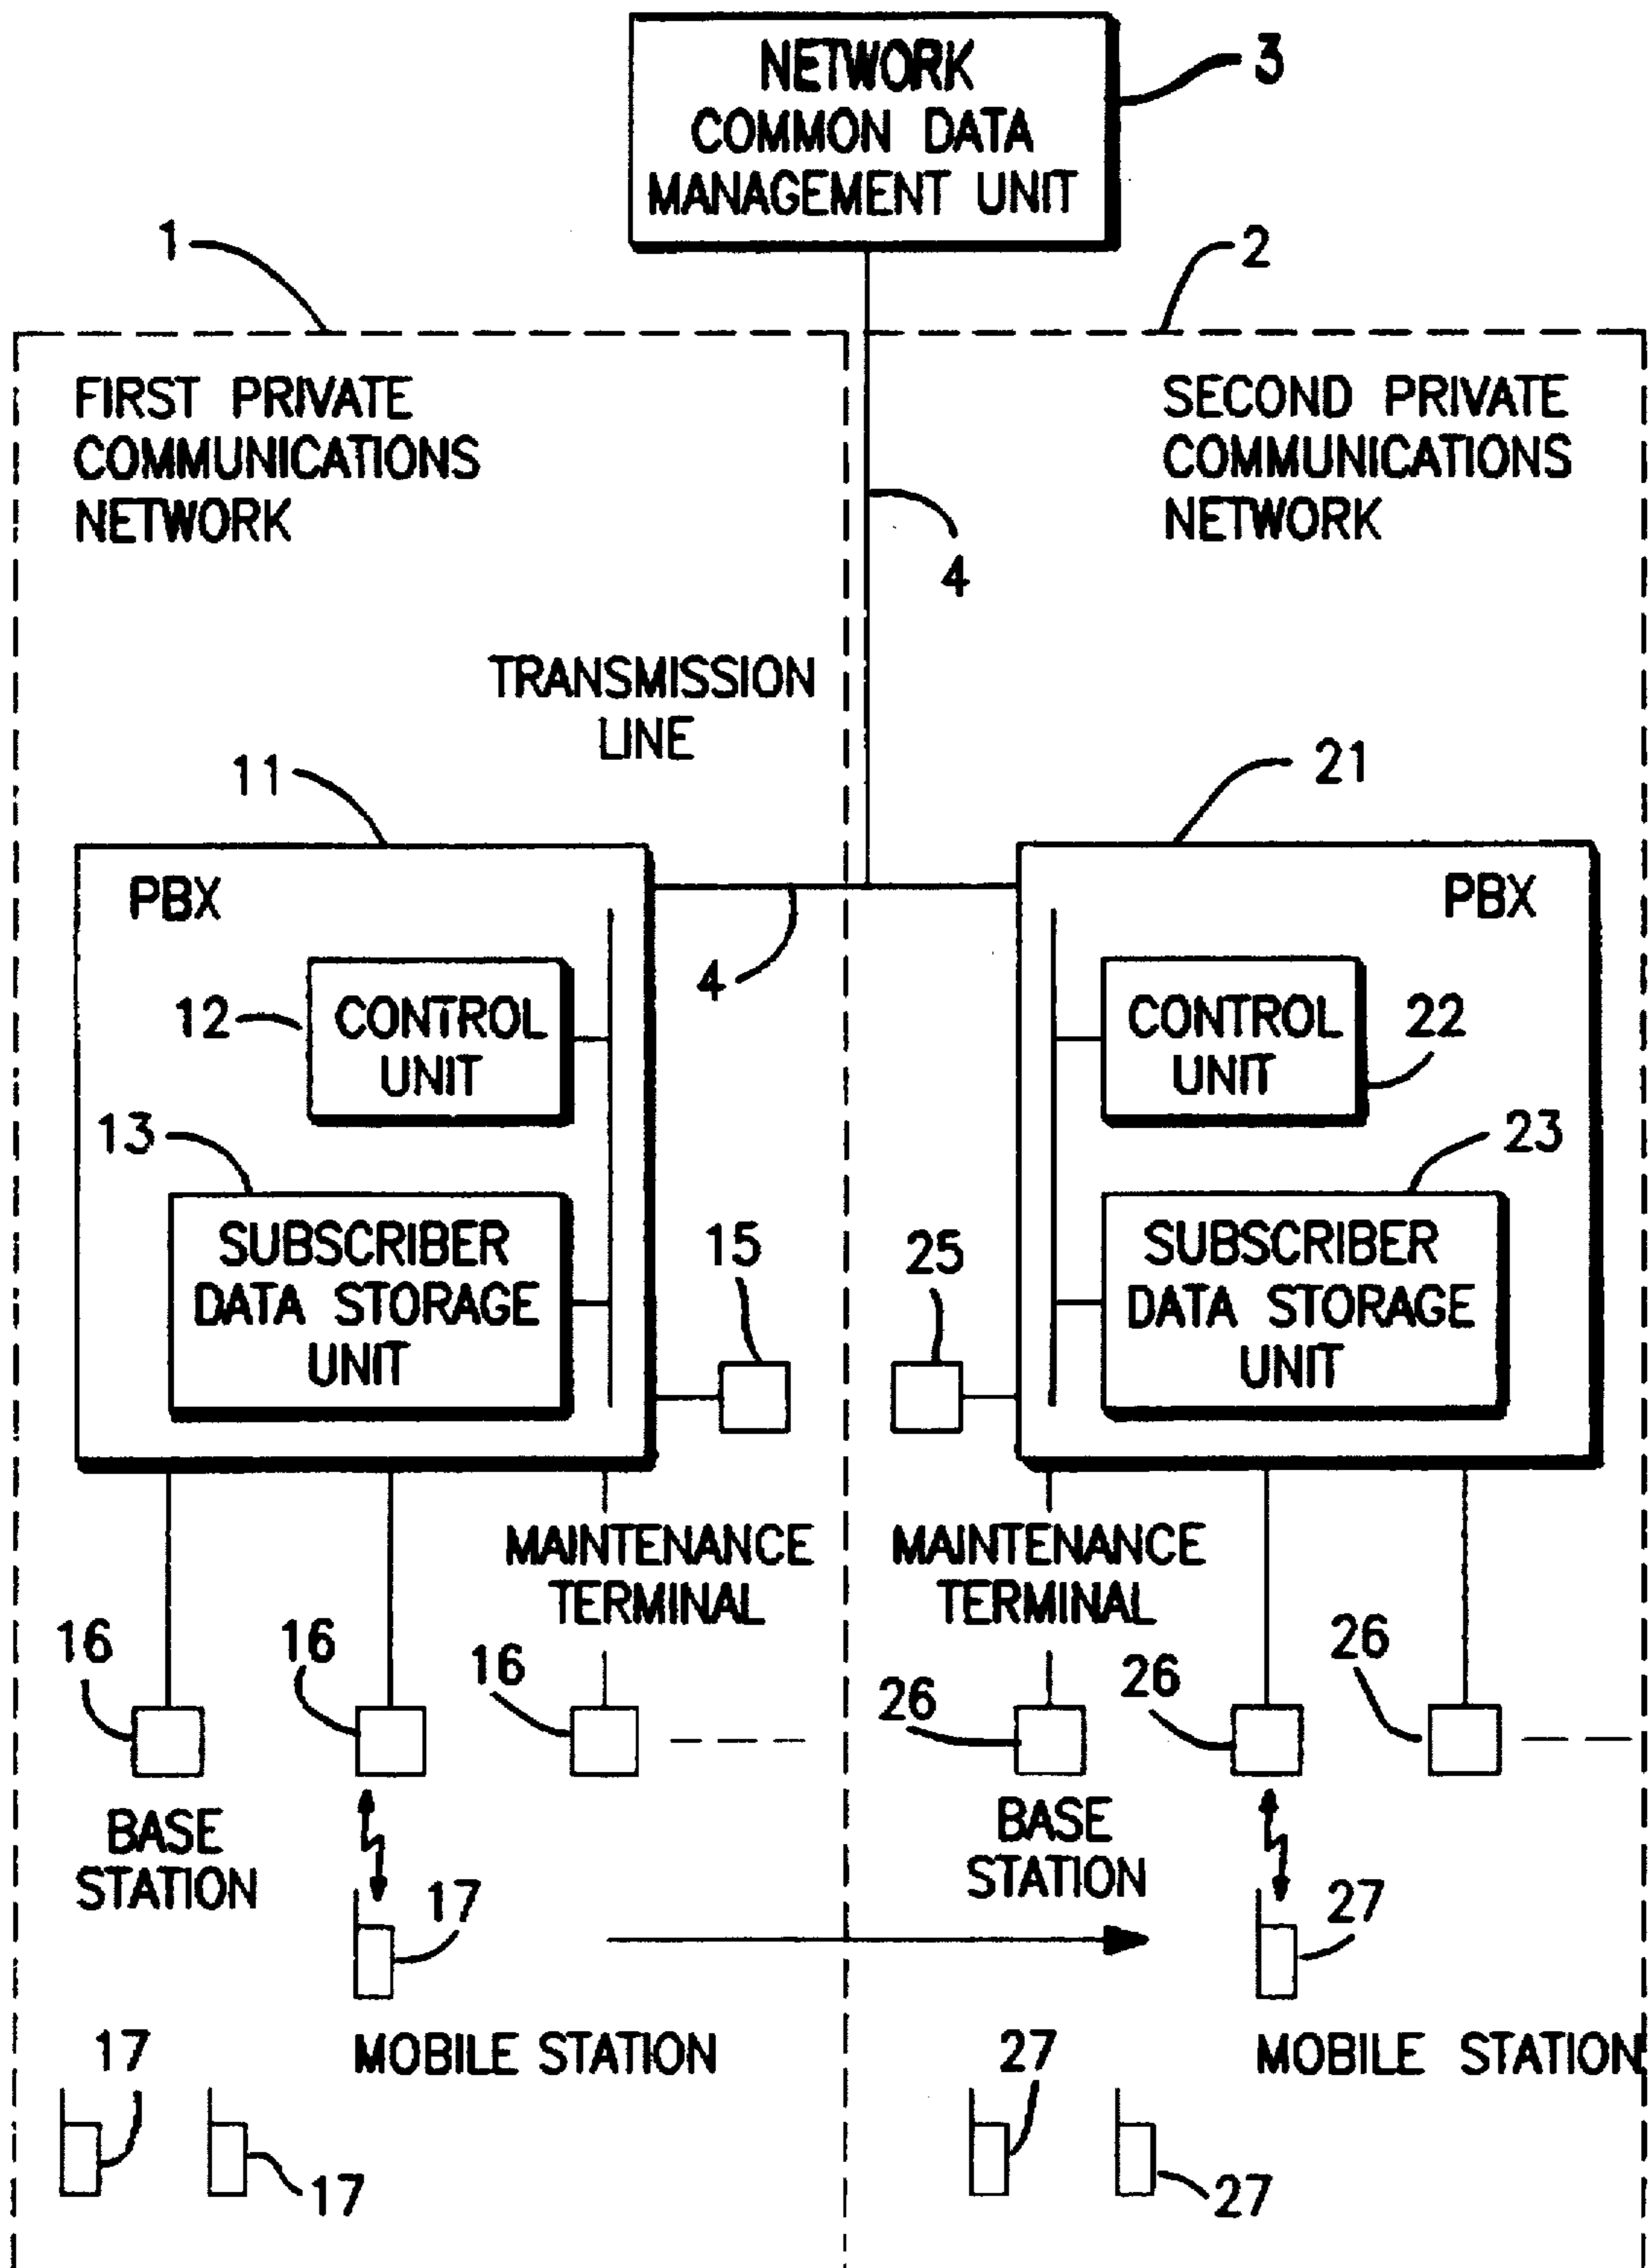 NETWORK
COMMON DATA
MANAGEMENT UNIT
3
1
2
FIRST PRIVATE
COMMUNICATIONS
NETWORK
SECOND PRIVATE
COMMUNICATIONS
NETWORK
4
TRANSMISSION
LINE
11
21
PBX
PBX
4
12
CONTROL
UNIT
CONTROL
UNIT
22
13
23
SUBSCRIBER
DATA STORAGE
UNIT
15
25
SUBSCRIBER
DATA STORAGE
UNIT
MAINTENANCE
TERMINAL
MAINTENANCE
TERMINAL
16
16
16
26
26
26
BASE
STATION
BASE
STATION
17
27
MOBILE STATION
MOBILE STATION
17
17
27
27